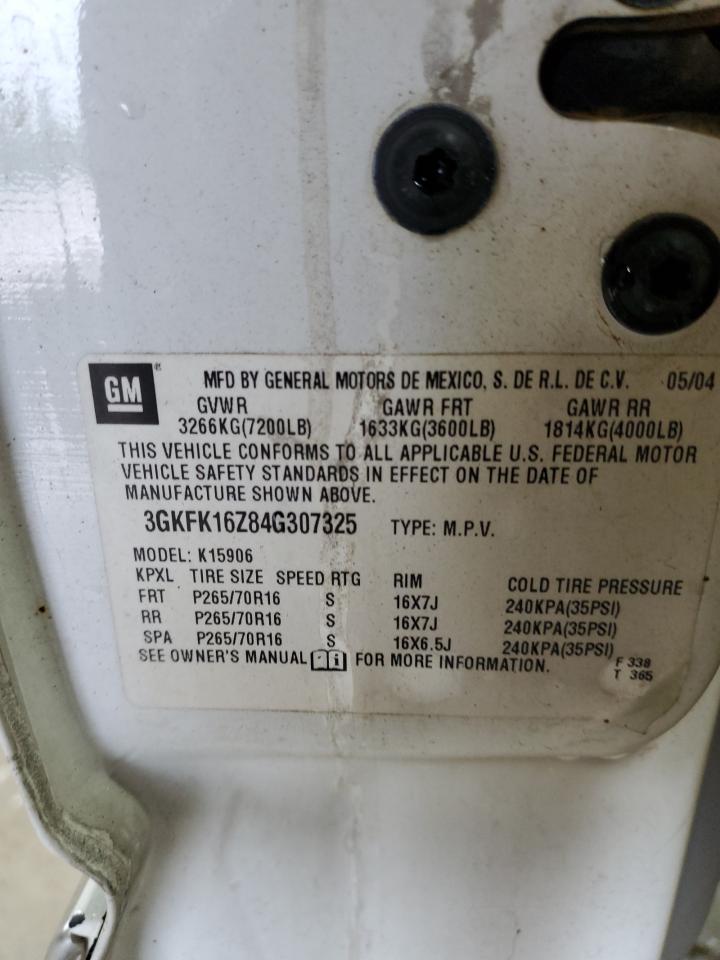 GM
MFD BY GENERAL MOTORS DE MEXICO, S. DE R.L. DE C.V. 05/04
GVWR GAWR FRT GAWR RR
3266KG(7200LB) 1633KG(3600LB) 1814KG(4000LB)
THIS VEHICLE CONFORMS TO ALL APPLICABLE U.S. FEDERAL MOTOR
VEHICLE SAFETY STANDARDS IN EFFECT ON THE DATE OF
MANUFACTURE SHOWN ABOVE.
3GKFK16Z84G307325 TYPE: M.P.V.
MODEL: K15906
KPXL TIRE SIZE SPEED RTG RIM COLD TIRE PRESSURE
FRT P265/70R16 S 16X7J 240KPA(35PSI)
RR P265/70R16 S 16X7J 240KPA(35PSI)
SPA P265/70R16 S 16X6.5J 240KPA(35PSI)
SEE OWNER'S MANUAL i FOR MORE INFORMATION.
F 338
T 365